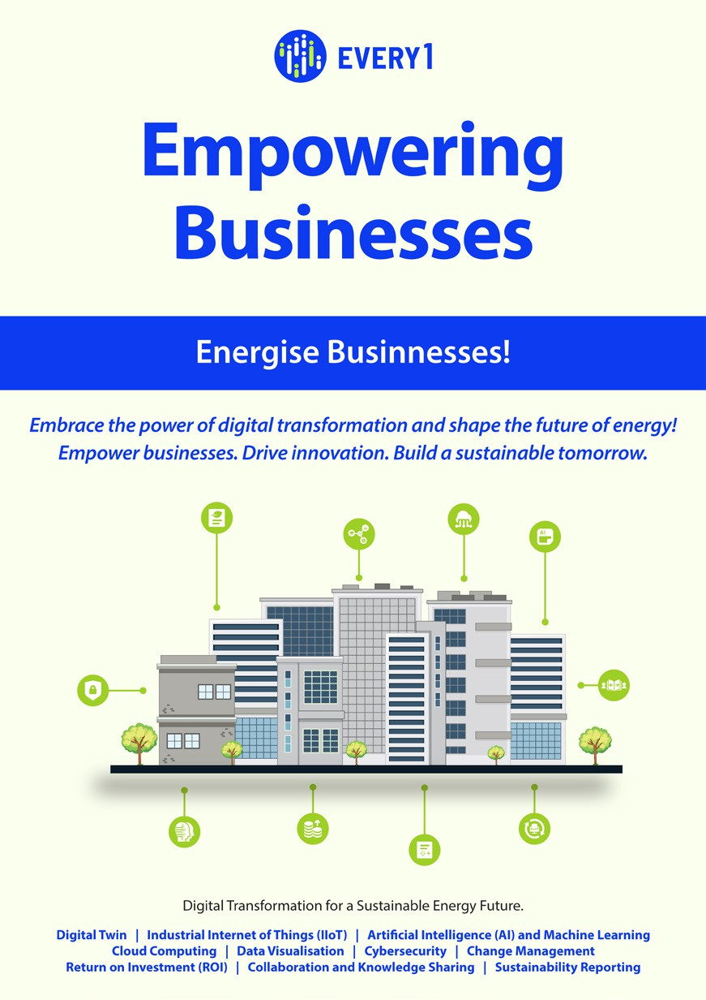 EVERY1
Empowering
Businesses
Energise Businnesses!
Embrace the power of digital transformation and shape the future of energy!
Empower businesses. Drive innovation. Build a sustainable tomorrow.
AI
Digital Transformation for a Sustainable Energy Future.
Digital Twin | Industrial Internet of Things (IIoT) | Artificial Intelligence (AI) and Machine Learning
Cloud Computing | Data Visualisation | Cybersecurity | Change Management
Return on Investment (ROI) | Collaboration and Knowledge Sharing | Sustainability Reporting